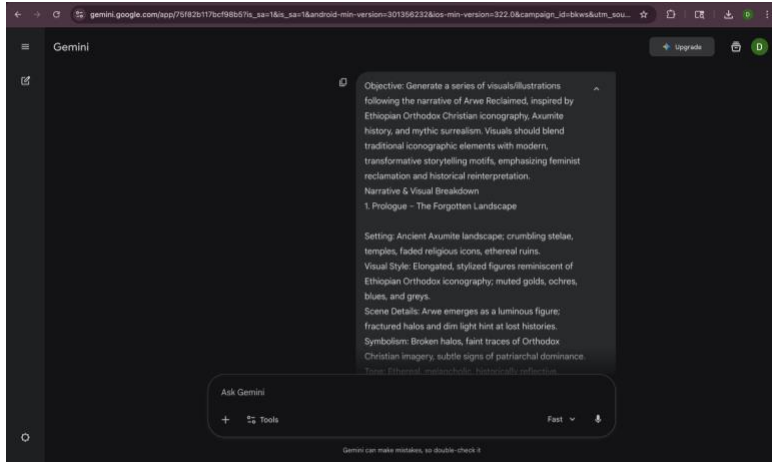 gemini.google.com/app/75f82b117bcf98b5?is_sa=1&is_sa=1&android-min-version=301356232&ios-min-version=322.0&campaign_id=bkws&utm_sou...
Gemini
Upgrade
D
Objective: Generate a series of visuals/illustrations
following the narrative of Arwe Reclaimed, inspired by
Ethiopian Orthodox Christian iconography, Axumite
history, and mythic surrealism. Visuals should blend
traditional iconographic elements with modern,
transformative storytelling motifs, emphasizing feminist
reclamation and historical reinterpretation.
Narrative & Visual Breakdown
1. Prologue – The Forgotten Landscape
Setting: Ancient Axumite landscape; crumbling stelae,
temples, faded religious icons, ethereal ruins.
Visual Style: Elongated, stylized figures reminiscent of
Ethiopian Orthodox iconography; muted golds, ochres,
blues, and greys.
Scene Details: Arwe emerges as a luminous figure;
fractured halos and dim light hint at lost histories.
Symbolism: Broken halos, faint traces of Orthodox
Christian imagery, subtle signs of patriarchal dominance.
Tone: Ethereal, melancholic, historically reflective.
Ask Gemini
Tools
Fast
Gemini can make mistakes, so double-check it